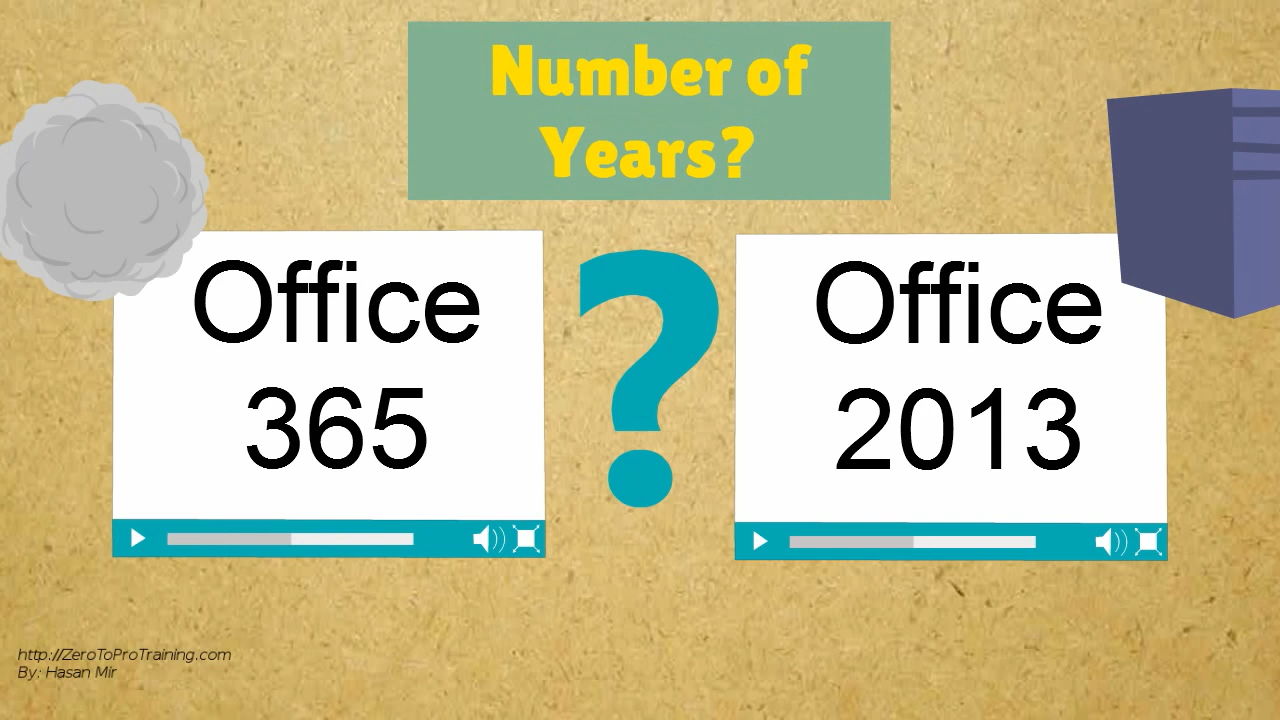 Number of
Years?
Office
365
Office
2013
http://ZeroToProTraining.com
By: Hasan Mir